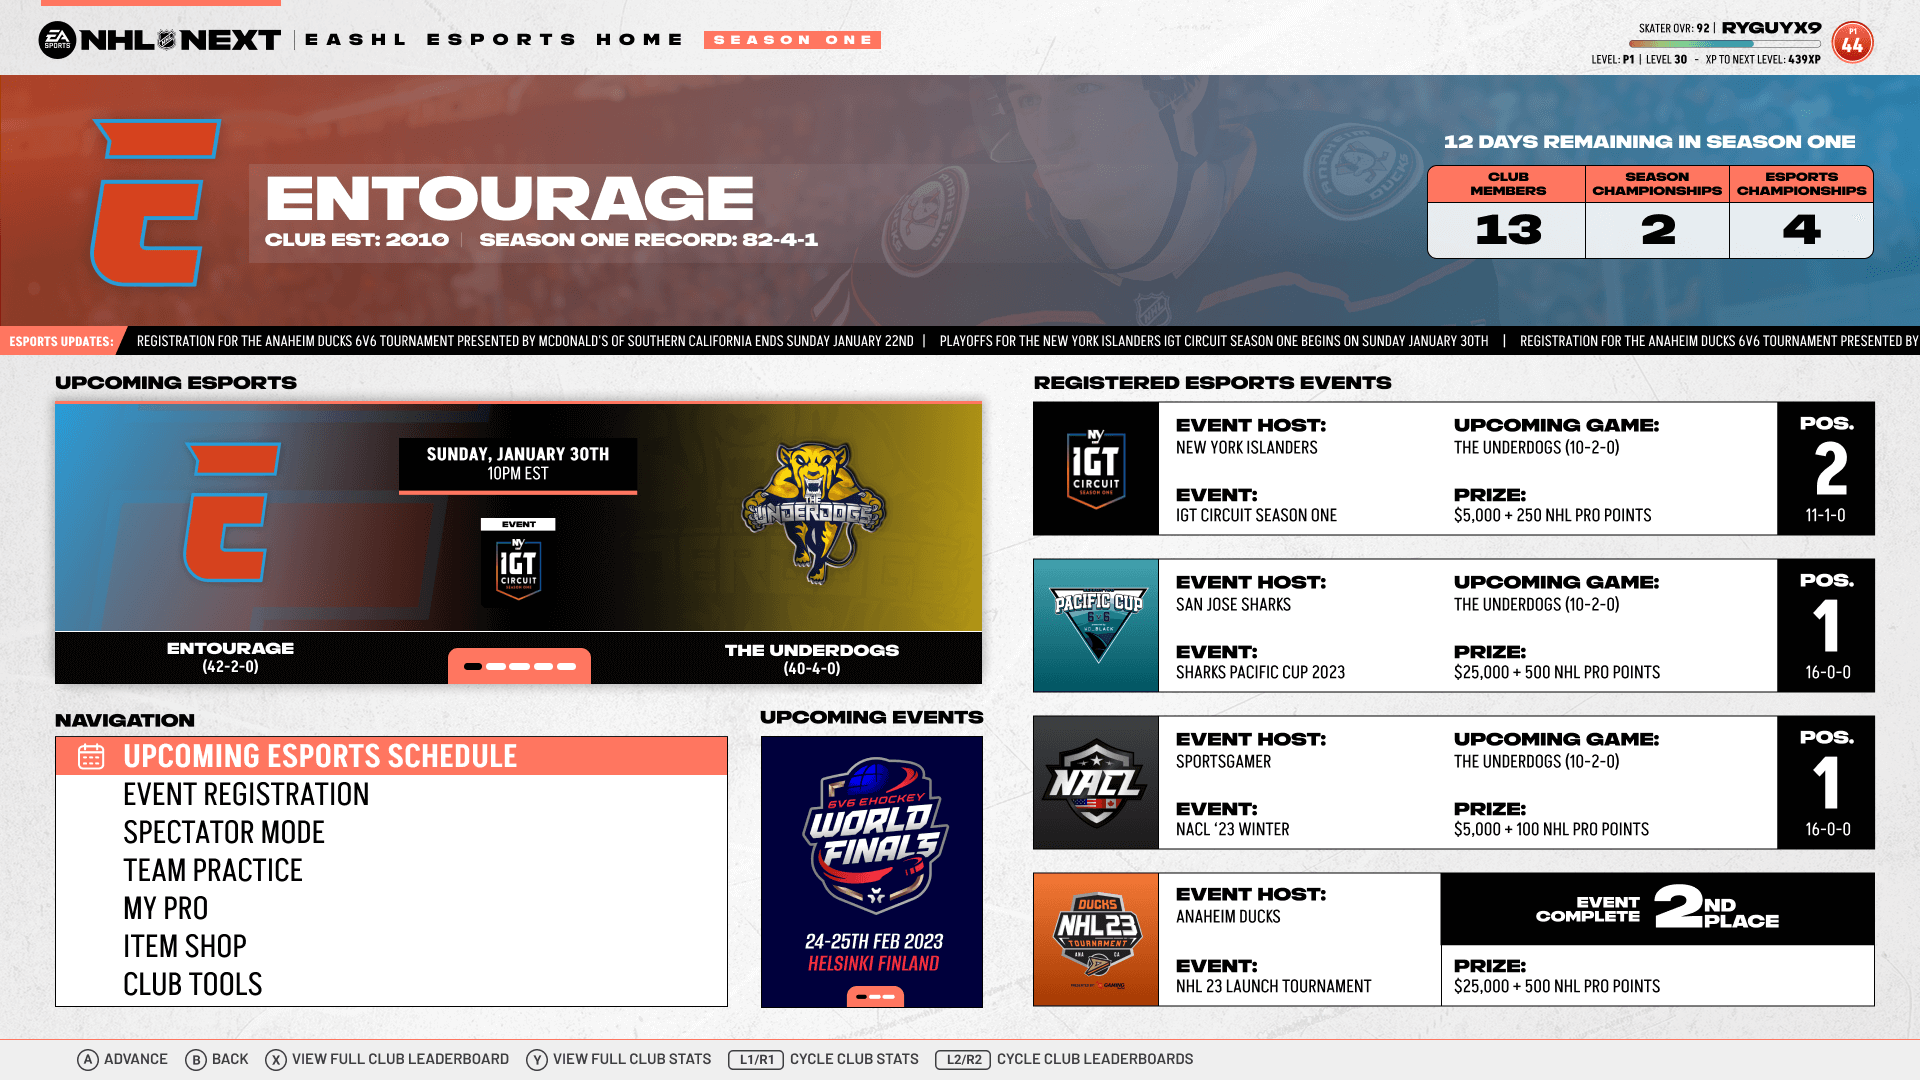 EA SPORTS NHL NEXT | EASHL ESPORTS HOME SEASON ONE
SKATER OVR: 92 | RYGUYX9
LEVEL: P1 | LEVEL 30 - XP TO NEXT LEVEL: 439XP
P1
44
ENTOURAGE
CLUB EST: 2010 | SEASON ONE RECORD: 82-4-1
ANAHEIM DUCKS
12 DAYS REMAINING IN SEASON ONE
CLUB MEMBERS
13
SEASON CHAMPIONSHIPS
2
ESPORTS CHAMPIONSHIPS
4
ESPORTS UPDATES: REGISTRATION FOR THE ANAHEIM DUCKS 6V6 TOURNAMENT PRESENTED BY MCDONALD'S OF SOUTHERN CALIFORNIA ENDS SUNDAY JANUARY 22ND | PLAYOFFS FOR THE NEW YORK ISLANDERS IGT CIRCUIT SEASON ONE BEGINS ON SUNDAY JANUARY 30TH | REGISTRATION FOR THE ANAHEIM DUCKS 6V6 TOURNAMENT PRESENTED BY
UPCOMING ESPORTS
SUNDAY, JANUARY 30TH
10PM EST
EVENT
NY
IGT
CIRCUIT
SEASON ONE
THE
UNDERDOGS
ENTOURAGE
(42-2-0)
THE UNDERDOGS
(40-4-0)
NAVIGATION
UPCOMING ESPORTS SCHEDULE
EVENT REGISTRATION
SPECTATOR MODE
TEAM PRACTICE
MY PRO
ITEM SHOP
CLUB TOOLS
UPCOMING EVENTS
6V6 EHOCKEY
WORLD
FINALS
24-25TH FEB 2023
HELSINKI FINLAND
REGISTERED ESPORTS EVENTS
NY
IGT
CIRCUIT
SEASON ONE
EVENT HOST:
NEW YORK ISLANDERS
EVENT:
IGT CIRCUIT SEASON ONE
UPCOMING GAME:
THE UNDERDOGS (10-2-0)
PRIZE:
$5,000 + 250 NHL PRO POINTS
POS.
2
11-1-0
PACIFIC CUP
6V6
EVENT HOST:
SAN JOSE SHARKS
EVENT:
SHARKS PACIFIC CUP 2023
UPCOMING GAME:
THE UNDERDOGS (10-2-0)
PRIZE:
$25,000 + 500 NHL PRO POINTS
POS.
1
16-0-0
NACL
EVENT HOST:
SPORTSGAMER
EVENT:
NACL ‘23 WINTER
UPCOMING GAME:
THE UNDERDOGS (10-2-0)
PRIZE:
$5,000 + 100 NHL PRO POINTS
POS.
1
16-0-0
DUCKS
NHL 23
TOURNAMENT
ANA CA
EVENT HOST:
ANAHEIM DUCKS
EVENT:
NHL 23 LAUNCH TOURNAMENT
EVENT COMPLETE 2ND PLACE
PRIZE:
$25,000 + 500 NHL PRO POINTS
A ADVANCE B BACK X VIEW FULL CLUB LEADERBOARD Y VIEW FULL CLUB STATS L1/R1 CYCLE CLUB STATS L2/R2 CYCLE CLUB LEADERBOARDS